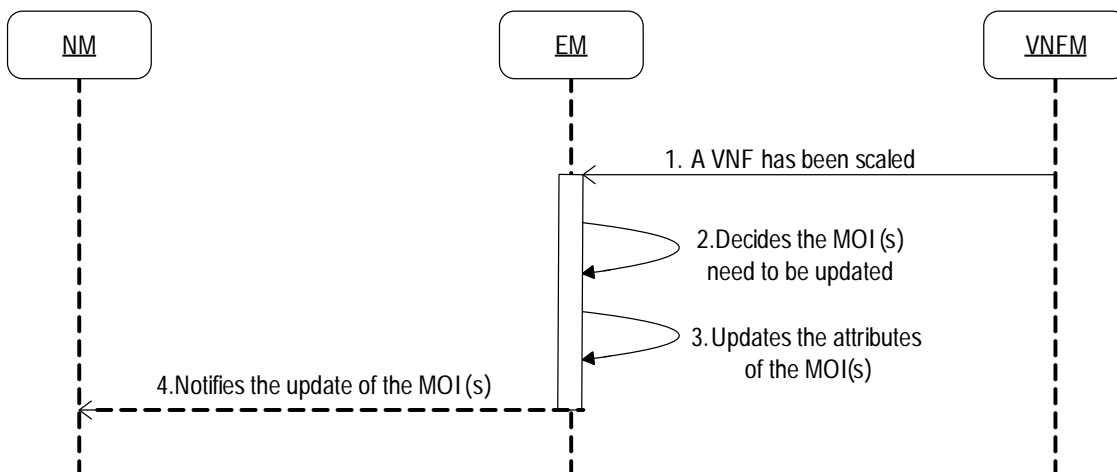 NM
EM
VNFM
1. A VNF has been scaled
2.Decides the MOI (s)
need to be updated
3.Updates the attributes
of the MOI(s)
4.Notifies the update of the MOI (s)